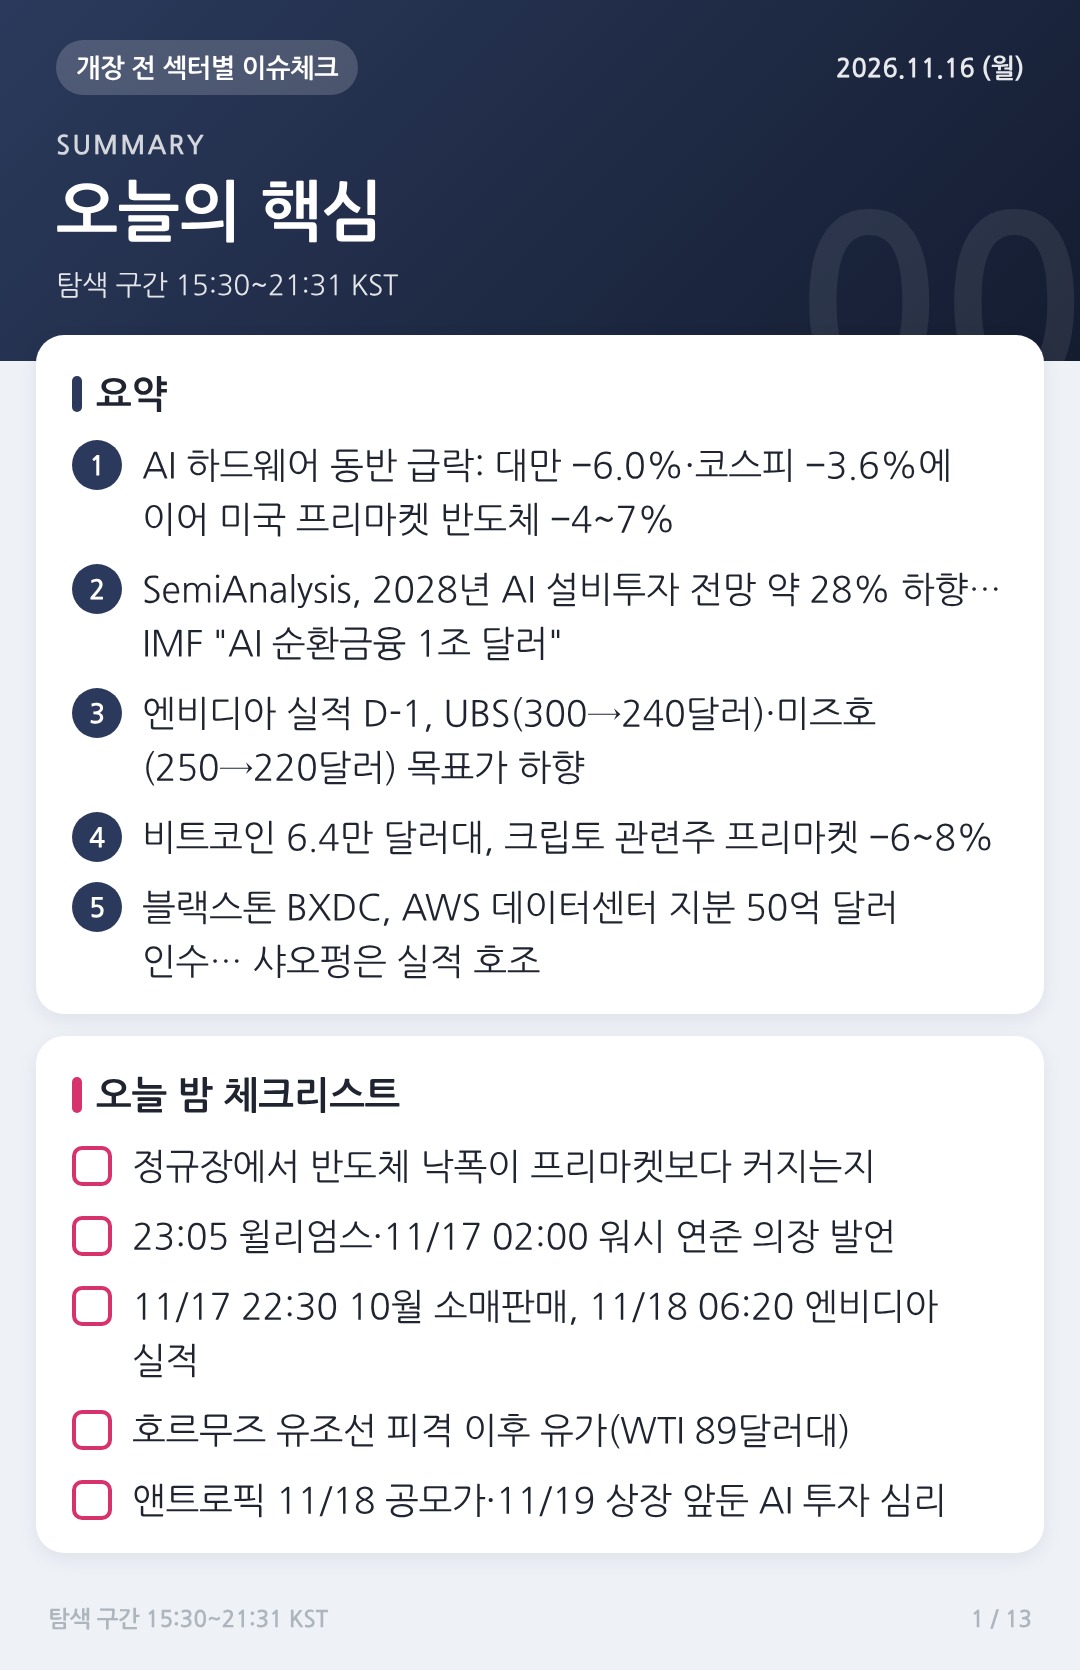 개장 전 섹터별 이슈체크
2026.11.16 (월)
SUMMARY
오늘의 핵심
00
탐색 구간 15:30~21:31 KST
요약
1
AI 하드웨어 동반 급락: 대만 −6.0%·코스피 −3.6%에
이어 미국 프리마켓 반도체 −4~7%
2
SemiAnalysis, 2028년 AI 설비투자 전망 약 28% 하향…
IMF "AI 순환금융 1조 달러"
3
엔비디아 실적 D-1, UBS(300→240달러)·미즈호
(250→220달러) 목표가 하향
4
비트코인 6.4만 달러대, 크립토 관련주 프리마켓 −6~8%
5
블랙스톤 BXDC, AWS 데이터센터 지분 50억 달러
인수… 샤오펑은 실적 호조
오늘 밤 체크리스트
정규장에서 반도체 낙폭이 프리마켓보다 커지는지
23:05 윌리엄스·11/17 02:00 워시 연준 의장 발언
11/17 22:30 10월 소매판매, 11/18 06:20 엔비디아
실적
호르무즈 유조선 피격 이후 유가(WTI 89달러대)
앤트로픽 11/18 공모가·11/19 상장 앞둔 AI 투자 심리
탐색 구간 15:30~21:31 KST
1 / 13